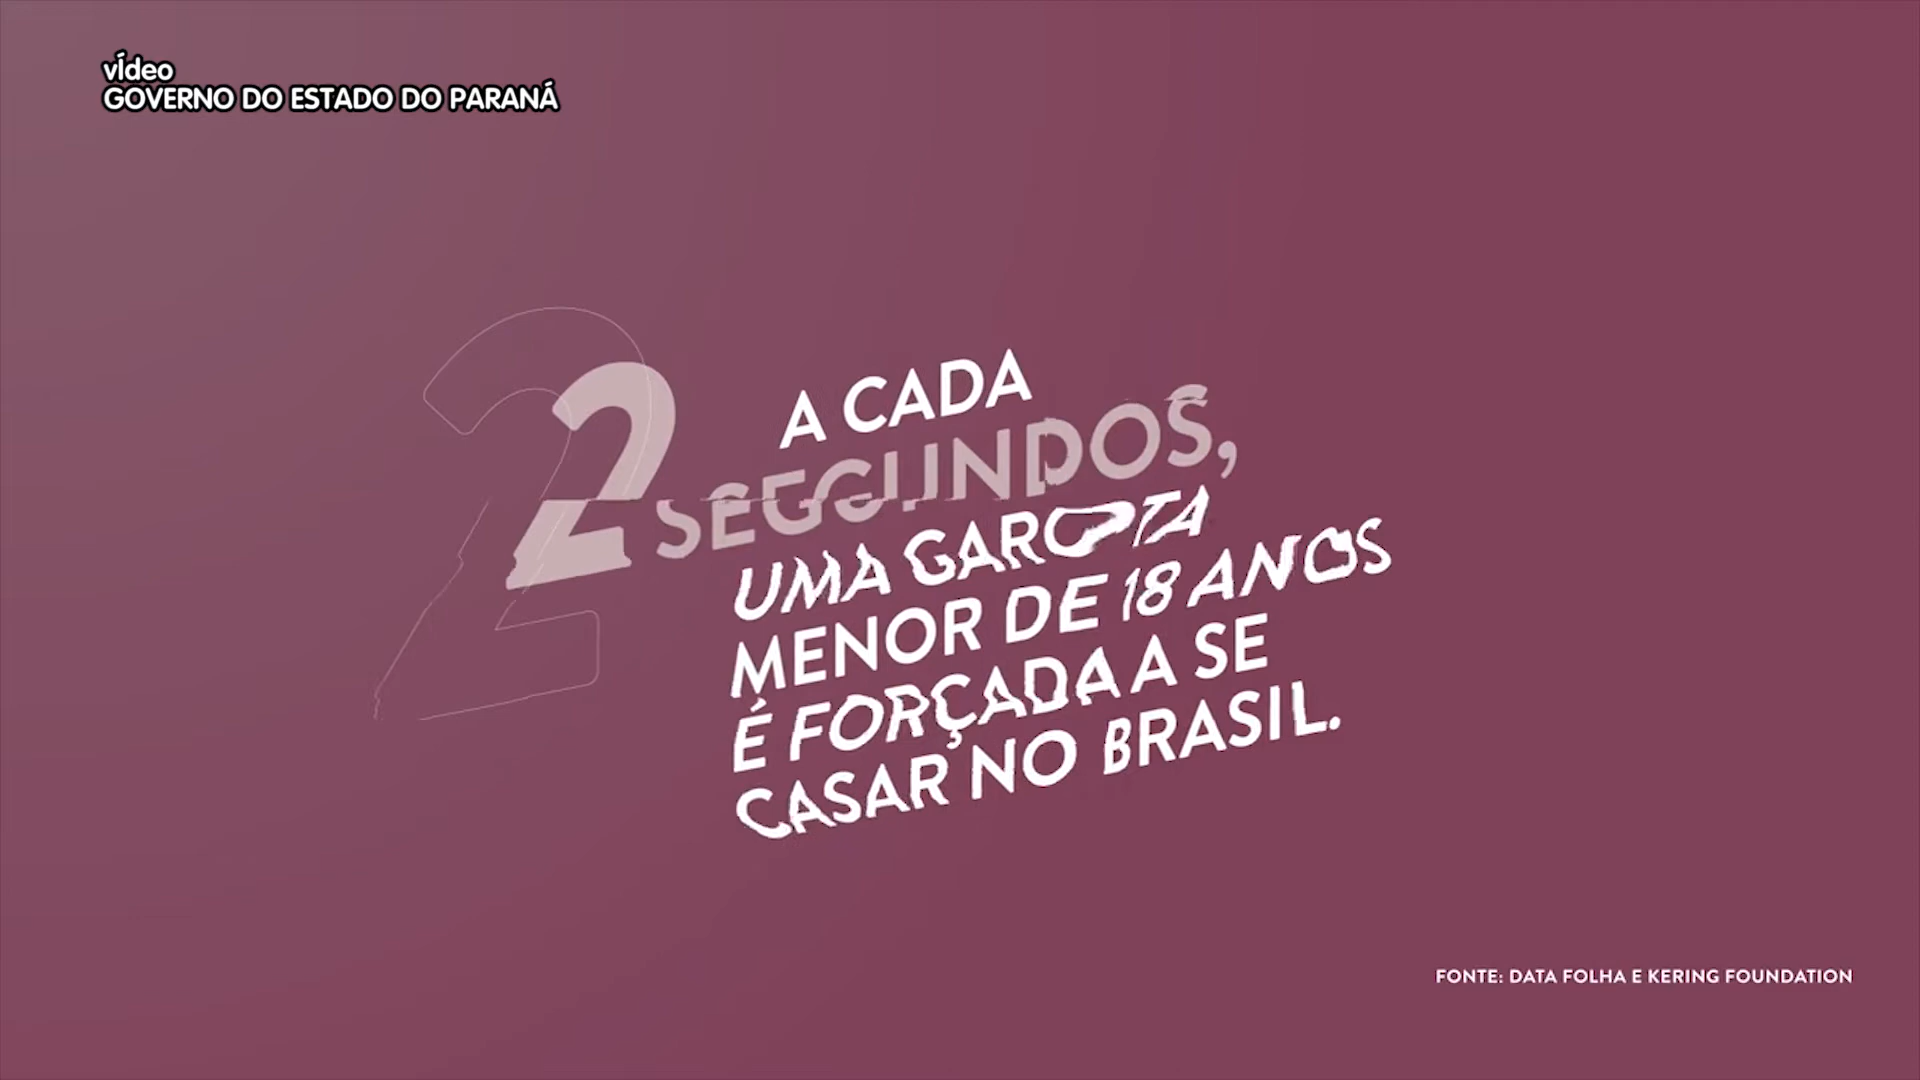 vídeo
GOVERNO DO ESTADO DO PARANÁ
A CADA
2 SEGUNDOS,
UMA GAROTA
MENOR DE 18 ANOS
É FORÇADA A SE
CASAR NO BRASIL.
FONTE: DATA FOLHA E KERING FOUNDATION